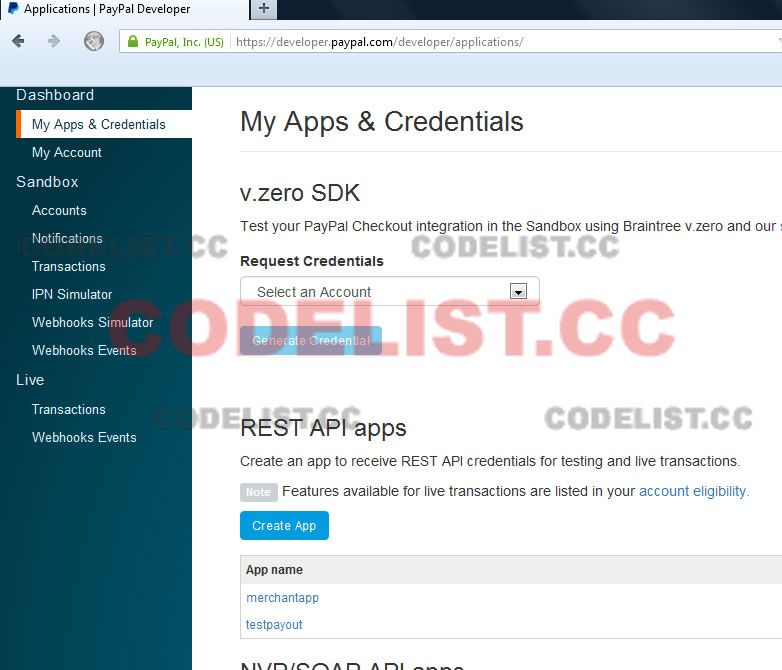 Applications | PayPal Developer
+
PayPal, Inc. (US)
https://developer.paypal.com/developer/applications/
Dashboard
My Apps & Credentials
My Account
Sandbox
Accounts
Notifications
Transactions
IPN Simulator
Webhooks Simulator
Webhooks Events
Live
Transactions
Webhooks Events
My Apps & Credentials
v.zero SDK
Test your PayPal Checkout integration in the Sandbox using Braintree v.zero and our
CODELIST.CC
CODELIST.CC
Request Credentials
Select an Account
CODELIST.CC
Generate Credential
CODELIST.CC
CODELIST.CC
REST API apps
Create an app to receive REST API credentials for testing and live transactions.
Note Features available for live transactions are listed in your account eligibility.
Create App
App name
merchantapp
testpayout
NVP/SOAP API apps